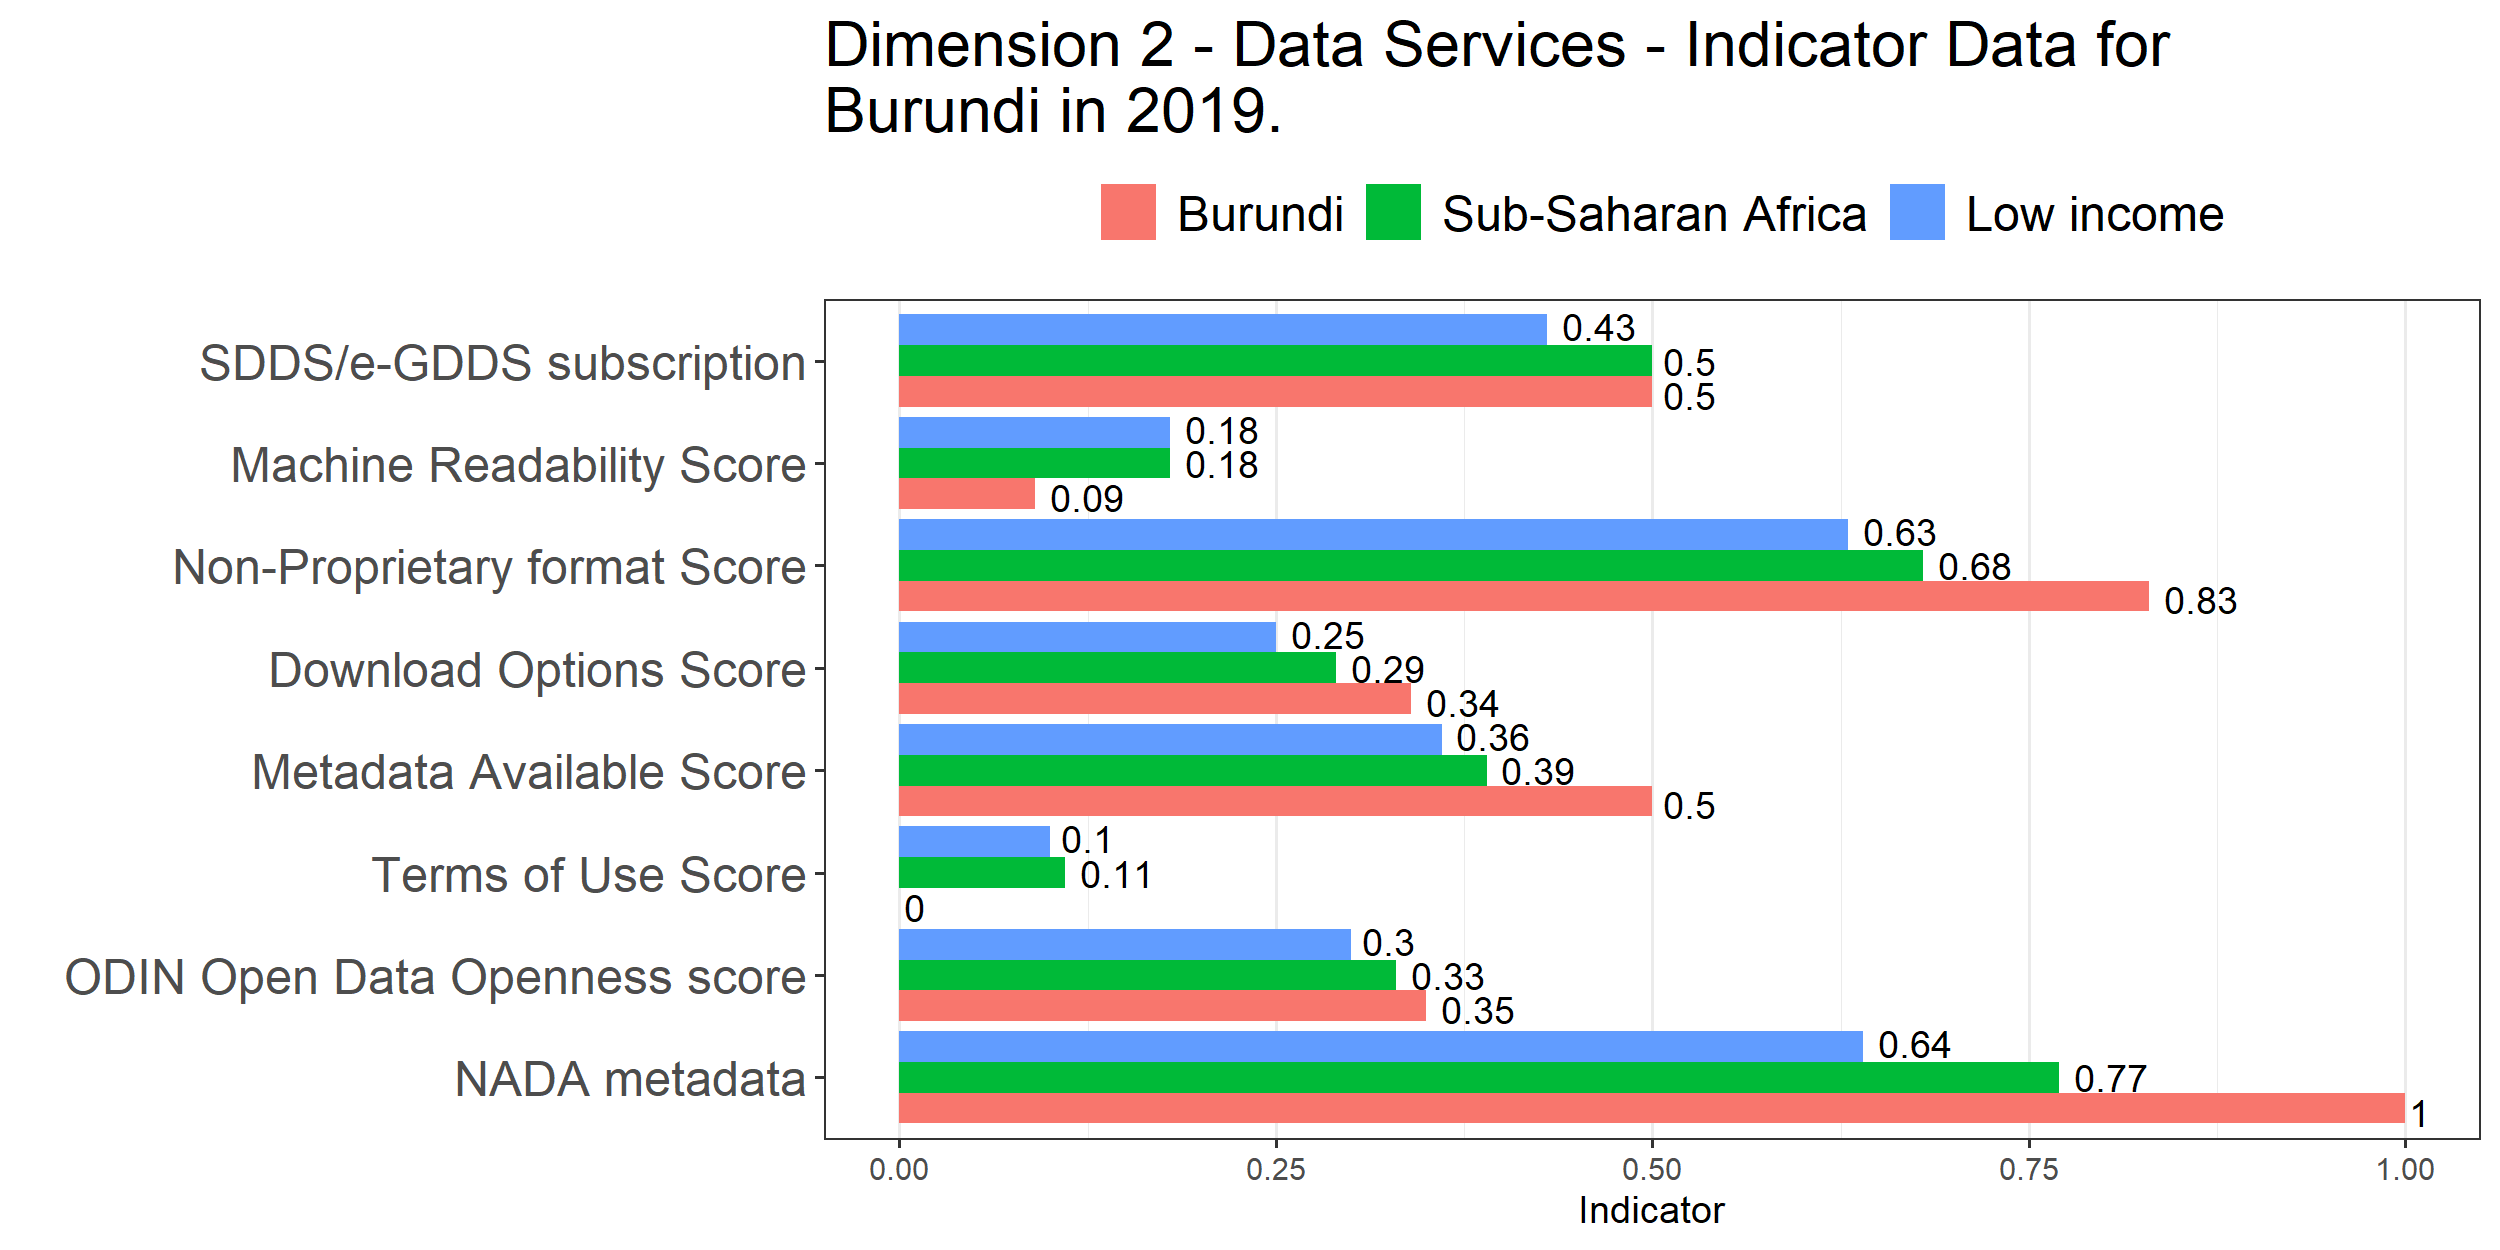 Dimension 2 - Data Services - Indicator Data for
Burundi in 2019.
Burundi
Sub-Saharan Africa
Low income
SDDS/e-GDDS subscription
0.43
0.5
0.5
Machine Readability Score
0.18
0.18
0.09
Non-Proprietary format Score
0.63
0.68
0.83
Download Options Score
0.25
0.29
0.34
Metadata Available Score
0.36
0.39
0.5
Terms of Use Score
0.1
0.11
0
ODIN Open Data Openness score
0.3
0.33
0.35
NADA metadata
0.64
0.77
1
0.00
0.25
0.50
0.75
1.00
Indicator